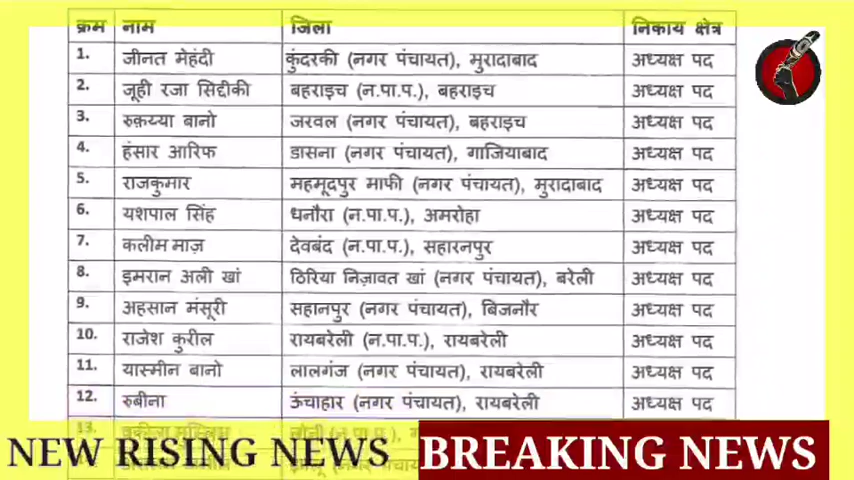 क्रम नाम जिला निकाय क्षेत्र
1. जीनत मेहंदी कुंदरकी (नगर पंचायत), मुरादाबाद अध्यक्ष पद
2. जूही रजा सिद्दीकी बहराइच (न.पा.प.), बहराइच अध्यक्ष पद
3. रुक़य्या बानो जरवल (नगर पंचायत), बहराइच अध्यक्ष पद
4. हंसार आरिफ डासना (नगर पंचायत), गाजियाबाद अध्यक्ष पद
5. राजकुमार महमूदपुर माफी (नगर पंचायत), मुरादाबाद अध्यक्ष पद
6. यशपाल सिंह धनौरा (न.पा.प.), अमरोहा अध्यक्ष पद
7. कलीम माज़ देवबंद (न.पा.प.), सहारनपुर अध्यक्ष पद
8. इमरान अली खां ठिरिया निज़ावत खां (नगर पंचायत), बरेली अध्यक्ष पद
9. अहसान मंसूरी सहानपुर (नगर पंचायत), बिजनौर अध्यक्ष पद
10. राजेश कुरील रायबरेली (न.पा.प.), रायबरेली अध्यक्ष पद
11. यास्मीन बानो लालगंज (नगर पंचायत), रायबरेली अध्यक्ष पद
12. रुबीना ऊंचाहार (नगर पंचायत), रायबरेली अध्यक्ष पद
13.
NEW RISING NEWS BREAKING NEWS